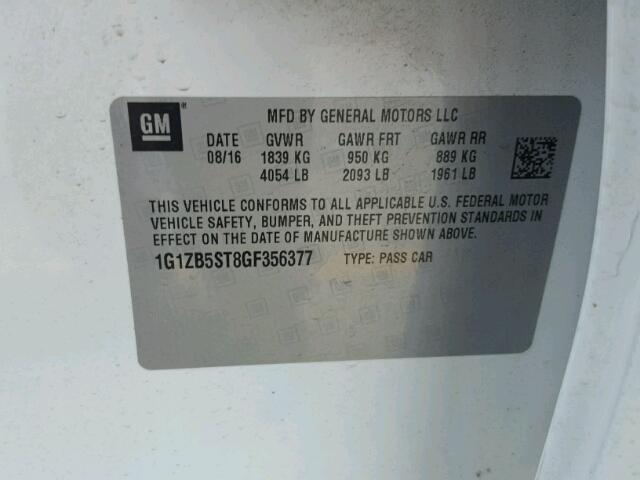 GM
MFD BY GENERAL MOTORS LLC
DATE GVWR GAWR FRT GAWR RR
08/16 1839 KG 950 KG 889 KG
4054 LB 2093 LB 1961 LB
THIS VEHICLE CONFORMS TO ALL APPLICABLE U.S. FEDERAL MOTOR
VEHICLE SAFETY, BUMPER, AND THEFT PREVENTION STANDARDS IN
EFFECT ON THE DATE OF MANUFACTURE SHOWN ABOVE.
1G1ZB5ST8GF356377 TYPE: PASS CAR